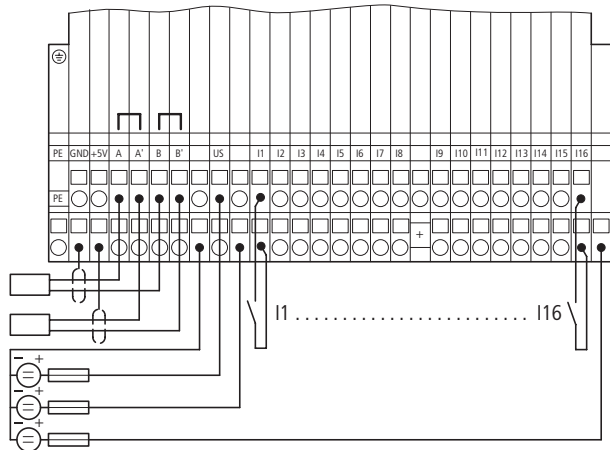 PE GND +5V A A' B B' US I1 I2 I3 I4 I5 I6 I7 I8 I9 I10 I11 I12 I13 I14 I15 I16
PE
+
I1 . . . . . . . . . . . . . . . . . . . . . . . . I16
- +
- +
- +